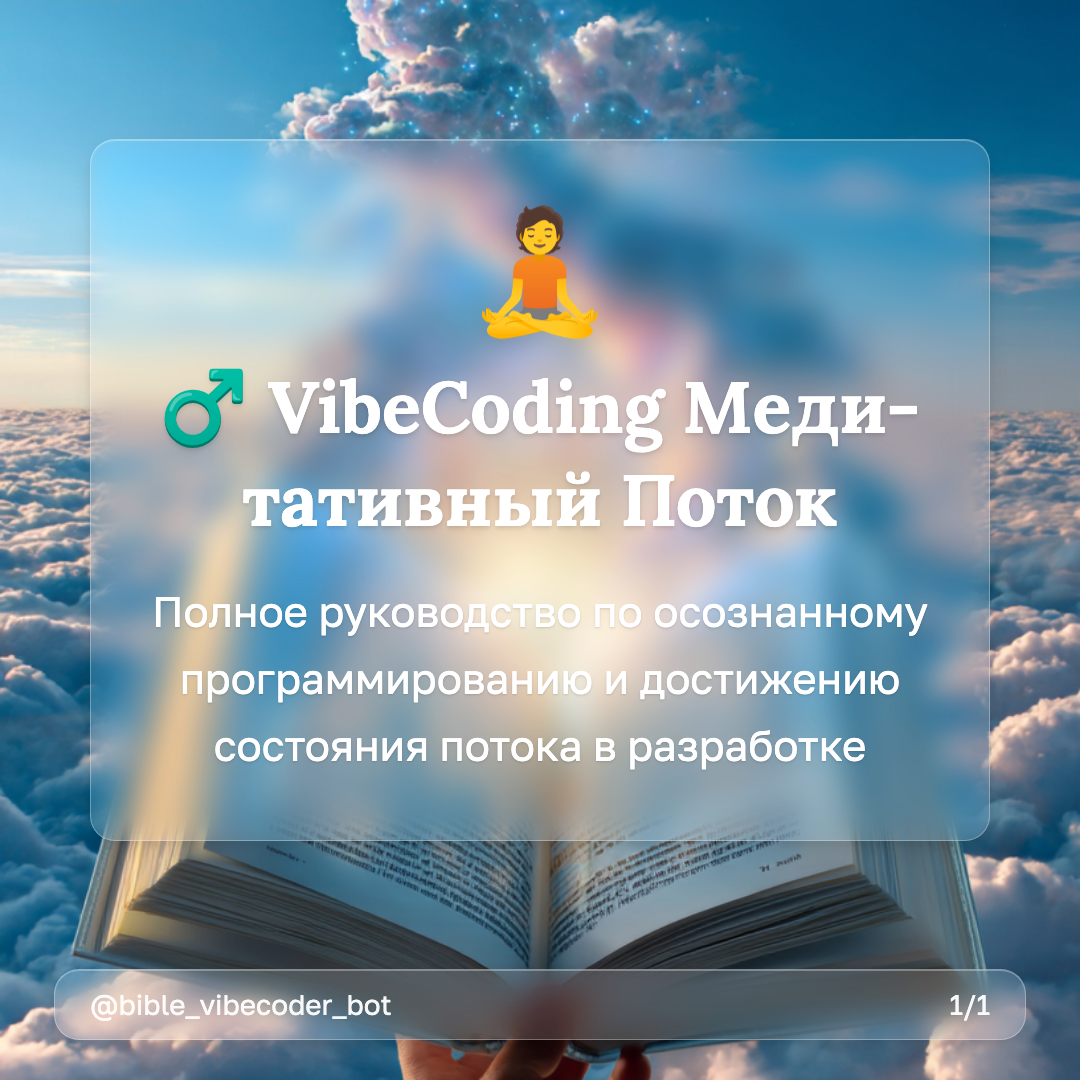 🧘
♂ VibeCoding Меди-
тативный Поток
Полное руководство по осознанному
программированию и достижению
состояния потока в разработке
@bible_vibecoder_bot
1/1